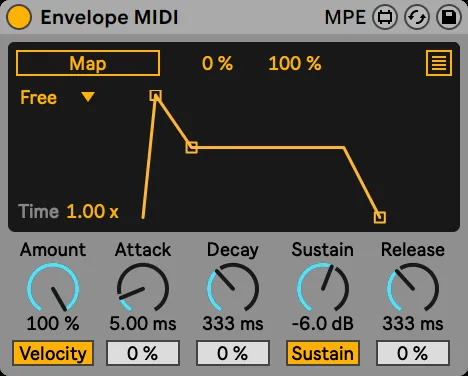 Envelope MIDI MPE
Map 0 % 100 %
Free
Time 1.00 x
Amount Attack Decay Sustain Release
100 % 5.00 ms 333 ms -6.0 dB 333 ms
Velocity 0 % 0 % Sustain 0 %